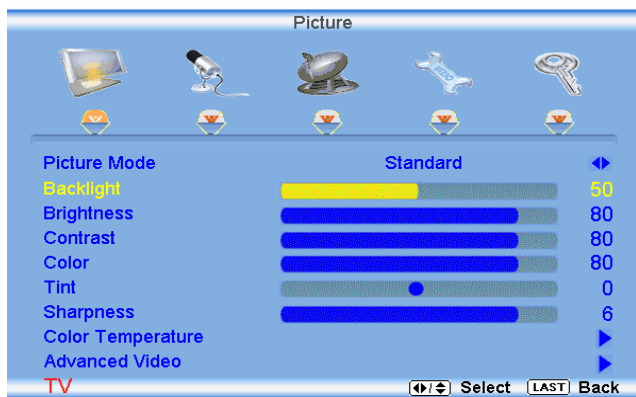 Picture
Picture Mode Standard
Backlight 50
Brightness 80
Contrast 80
Color 80
Tint 0
Sharpness 6
Color Temperature
Advanced Video
TV Select LAST Back